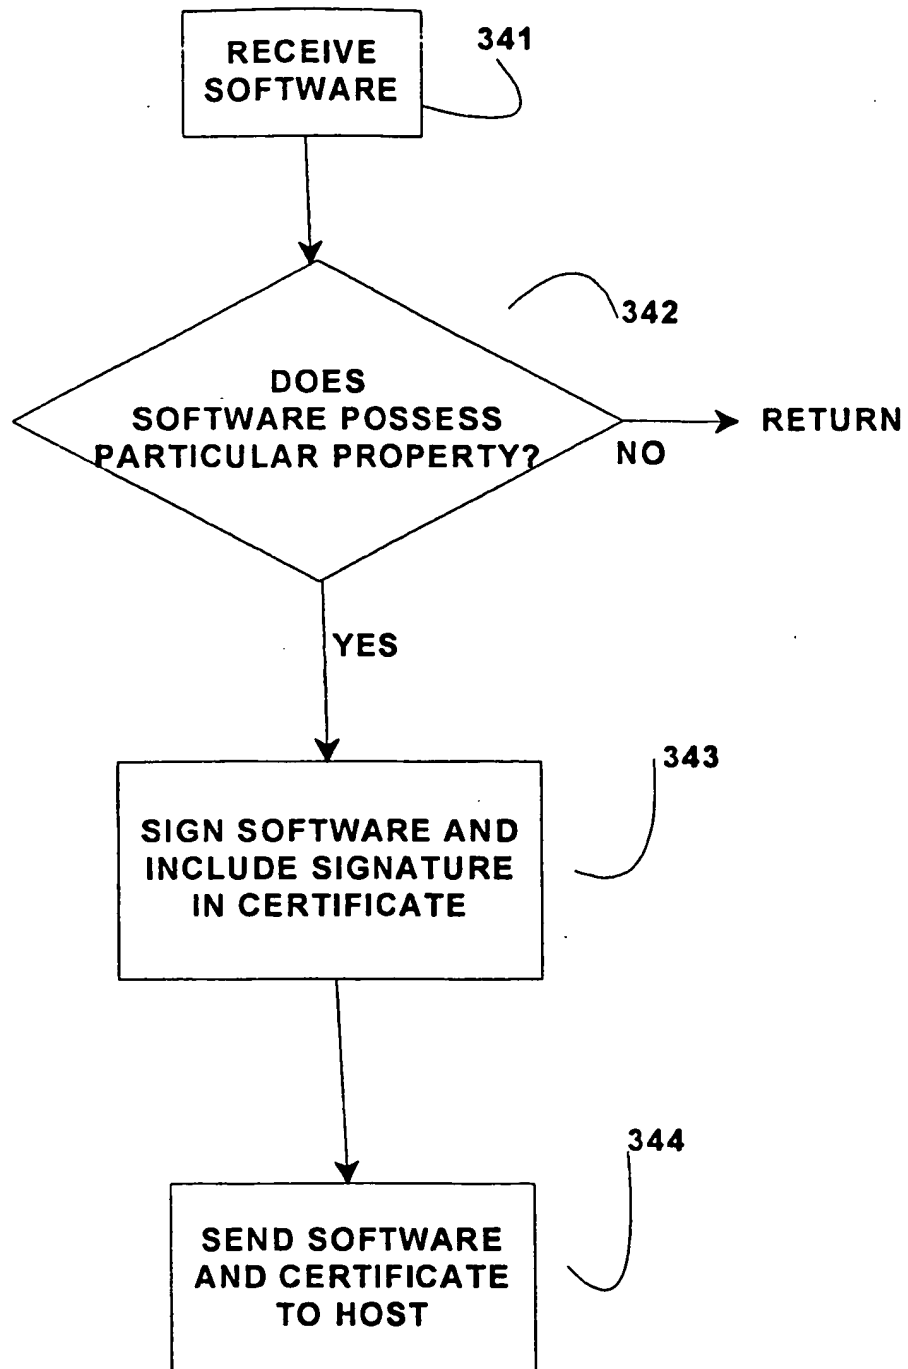 RECEIVE
SOFTWARE
341
342
DOES
SOFTWARE POSSESS
PARTICULAR PROPERTY?
RETURN
NO
YES
343
SIGN SOFTWARE AND
INCLUDE SIGNATURE
IN CERTIFICATE
344
SEND SOFTWARE
AND CERTIFICATE
TO HOST